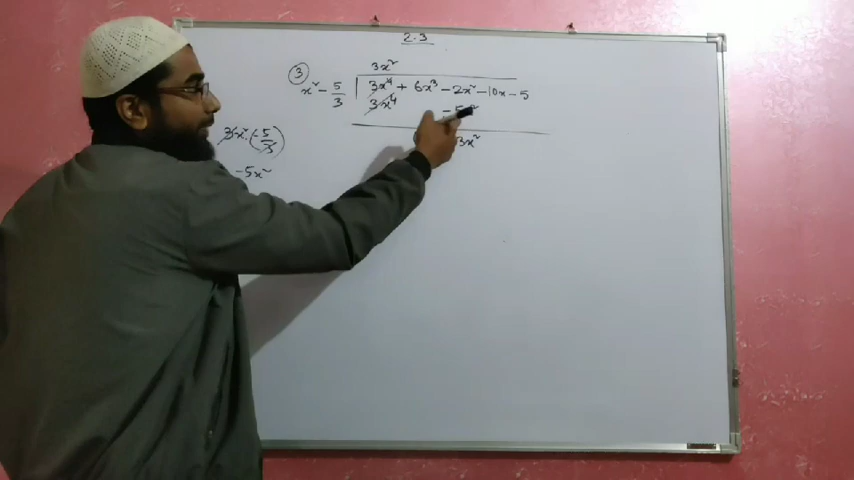 2.3
③ 3x²
x² - 5/3 | 3x⁴ + 6x³ - 2x² - 10x - 5
3x⁴ - 5x²
3x²
3x² · (-5/3)
-5x²